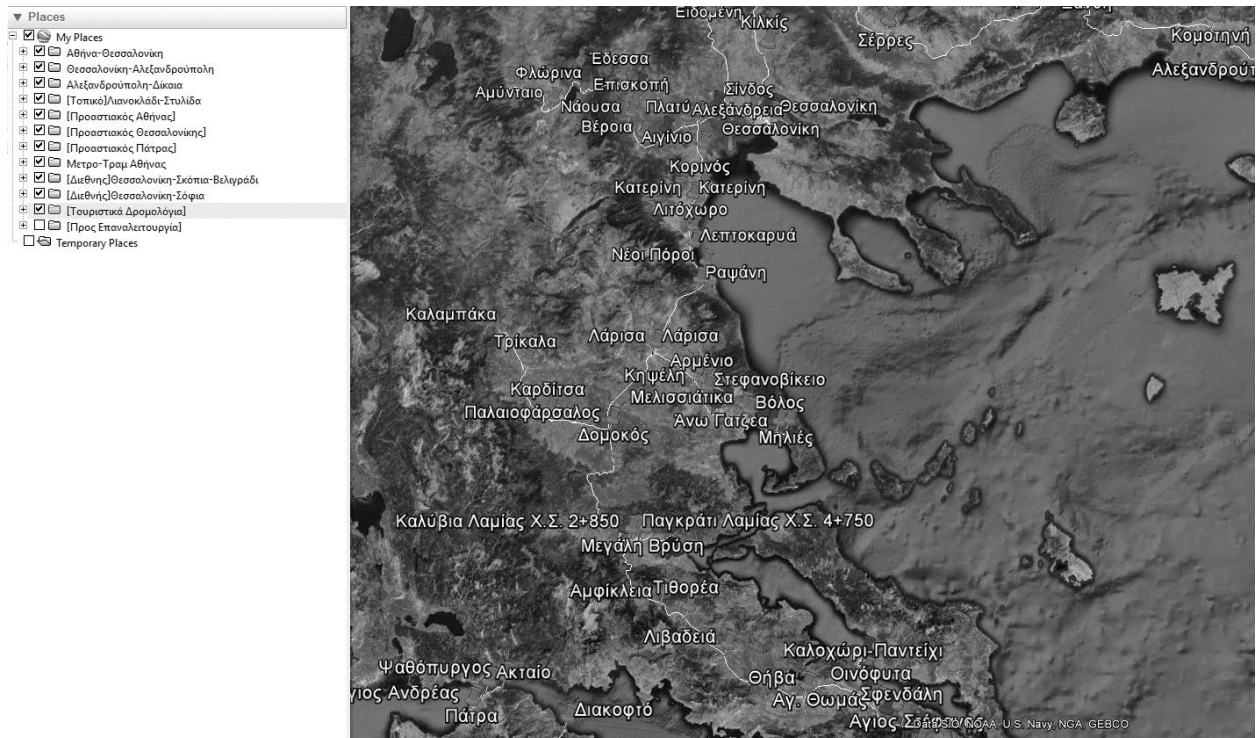 Places
My Places
Αθήνα-Θεσσαλονίκη
Θεσσαλονίκη-Αλεξανδρούπολη
Αλεξανδρούπολη-Δίκαια
[Τοπικό]Λιανοκλάδι-Στυλίδα
[Προαστιακός Αθήνας]
[Προαστιακός Θεσσαλονίκης]
[Προαστιακός Πάτρας]
Μετρο-Τραμ Αθήνας
[Διεθνης]Θεσσαλονίκη-Σκόπια-Βελιγράδι
[Διεθνής]Θεσσαλονίκη-Σόφια
[Τουριστικά Δρομολόγια]
[Προς Επαναλειτουργία]
Temporary Places
Ειδομένη
Κιλκίς
Σέρρες
Κομοτηνή
Έδεσσα
Αλεξανδρούπ
Φλώρινα
Επισκοπή
Σίνδος
Αμύνταιο
Νάουσα Πλατύ Αλεξάνδρεια Θεσσαλονίκη
Βέροια
Αιγίνιο
Θεσσαλονίκη
Κορινός
Κατερίνη Κατερίνη
Λιτόχωρο
Λεπτοκαρυά
Νέοι Πόροι
Ραψάνη
Καλαμπάκα
Τρίκαλα
Λάρισα Λάρισα
Αρμένιο
Κηψέλη
Στεφανοβίκειο
Καρδίτσα
Μελισσιάτικα
Βόλος
Παλαιοφάρσαλος
Άνω Γατζέα
Δομοκός
Μηλιές
Καλύβια Λαμίας Χ.Σ. 2+850 Παγκράτι Λαμίας Χ.Σ. 4+750
Μεγάλη Βρύση
Αμφίκλεια Τιθορέα
Λιβαδειά
Καλοχώρι-Παντείχι
Ψαθόπυργος Ακταίο
Θήβα
Οινόφυτα
γιος Ανδρέας
Αγ. Θωμάς Σφενδάλη
Πάτρα
Διακοφτό
Αγιος Στέφανος
Data SIO, NOAA, U.S. Navy, NGA, GEBCO